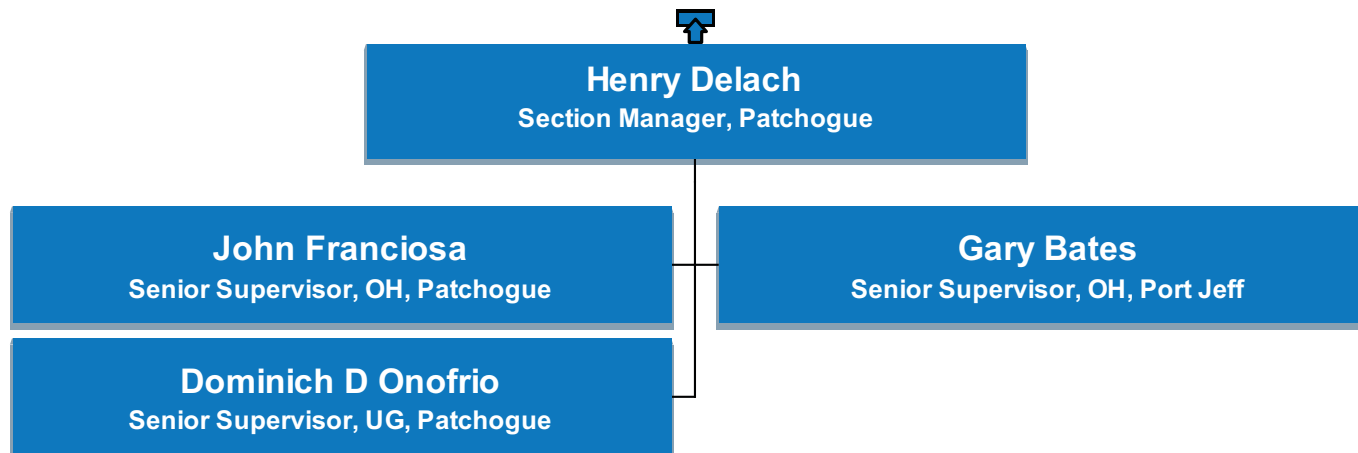 Henry Delach
Section Manager, Patchogue
John Franciosa
Senior Supervisor, OH, Patchogue
Gary Bates
Senior Supervisor, OH, Port Jeff
Dominich D Onofrio
Senior Supervisor, UG, Patchogue